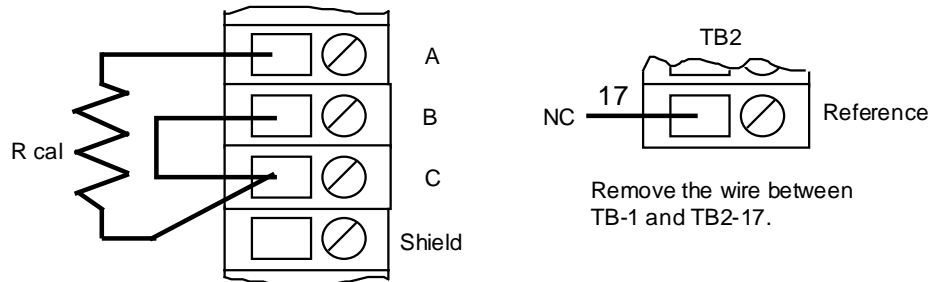 A
B
R cal
C
Shield
TB2
17
NC
Reference
Remove the wire between
TB-1 and TB2-17.